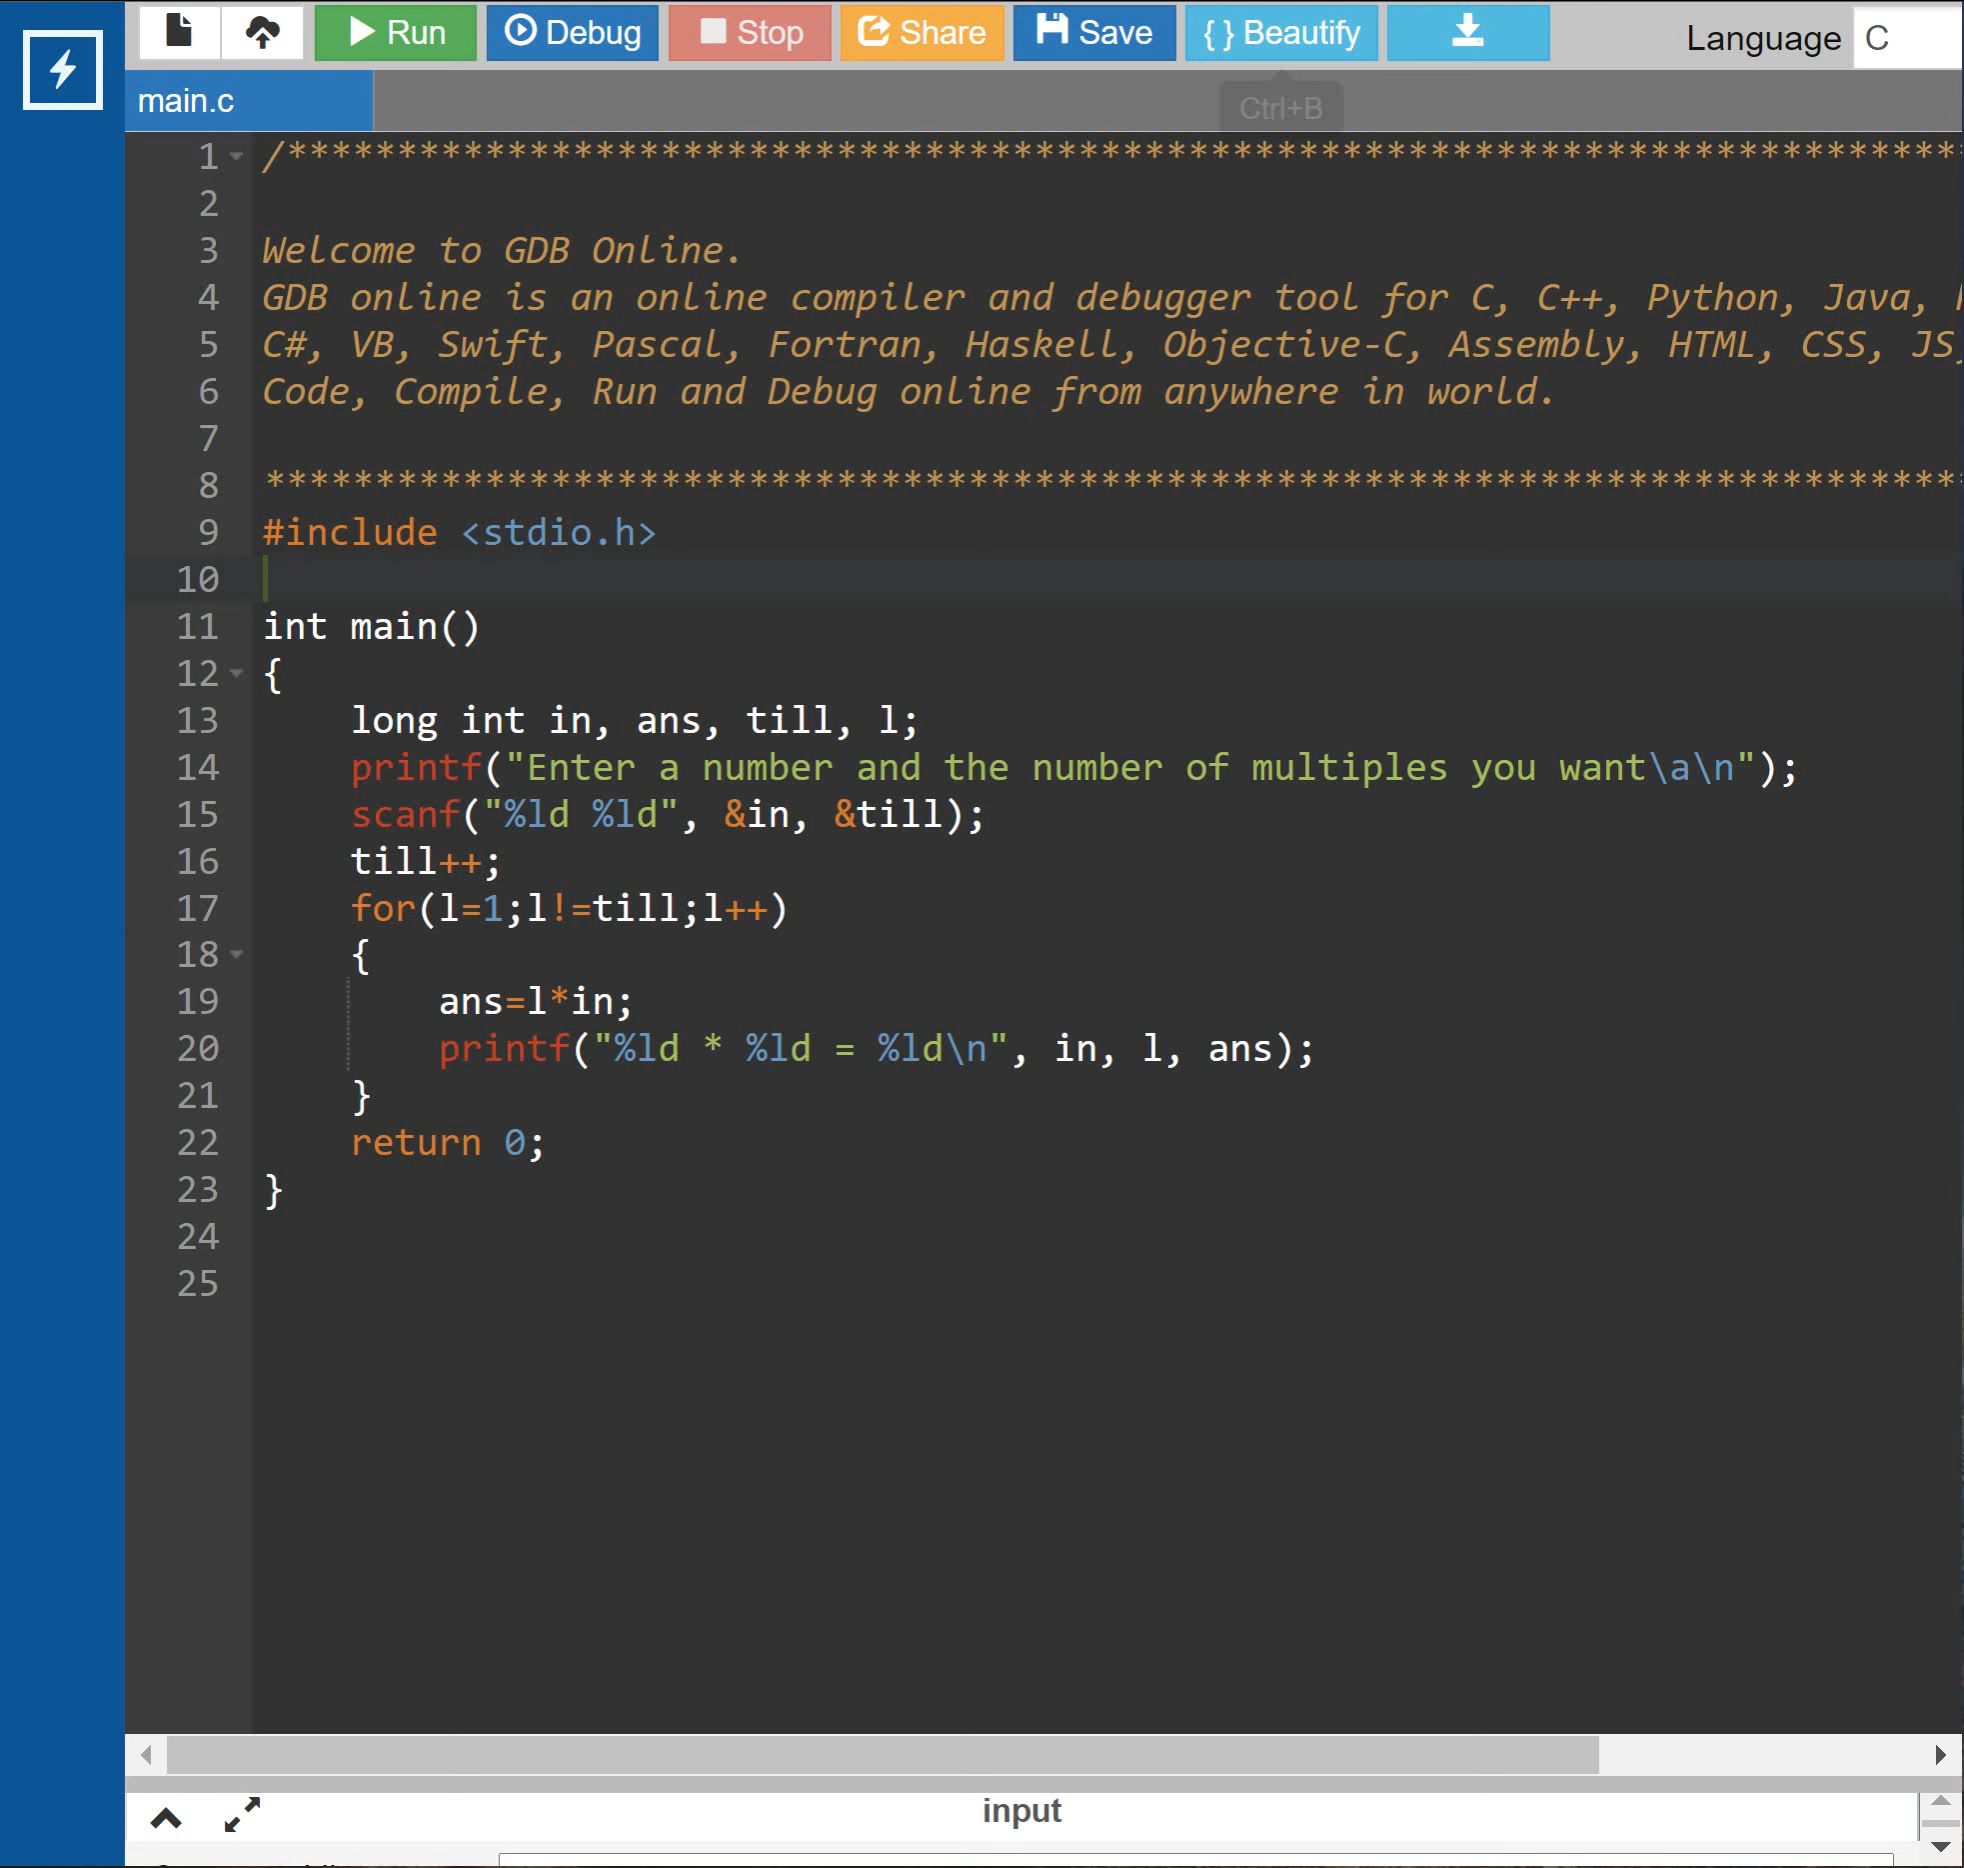 Run Debug Stop Share Save { } Beautify Language C
main.c
Ctrl+B
1 /*****************************************************************************
2
3 Welcome to GDB Online.
4 GDB online is an online compiler and debugger tool for C, C++, Python, Java,
5 C#, VB, Swift, Pascal, Fortran, Haskell, Objective-C, Assembly, HTML, CSS, JS,
6 Code, Compile, Run and Debug online from anywhere in world.
7
8 *****************************************************************************
9 #include <stdio.h>
10
11 int main()
12 {
13     long int in, ans, till, l;
14     printf("Enter a number and the number of multiples you want\a\n");
15     scanf("%ld %ld", &in, &till);
16     till++;
17     for(l=1;l!=till;l++)
18     {
19         ans=l*in;
20         printf("%ld * %ld = %ld\n", in, l, ans);
21     }
22     return 0;
23 }
24
25
input